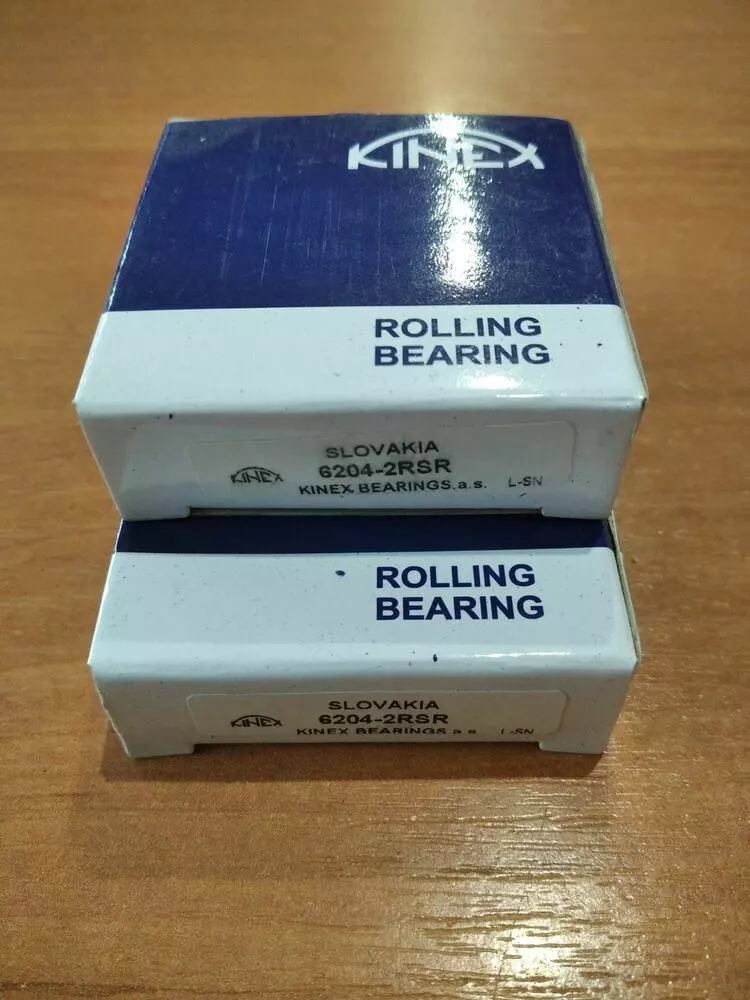 KINEX
ROLLING
BEARING
SLOVAKIA
KINEX 6204-2RSR
KINEX BEARINGS,a.s. L-SN
ROLLING
BEARING
SLOVAKIA
KINEX 6204-2RSR
KINEX BEARINGS a s L-SN